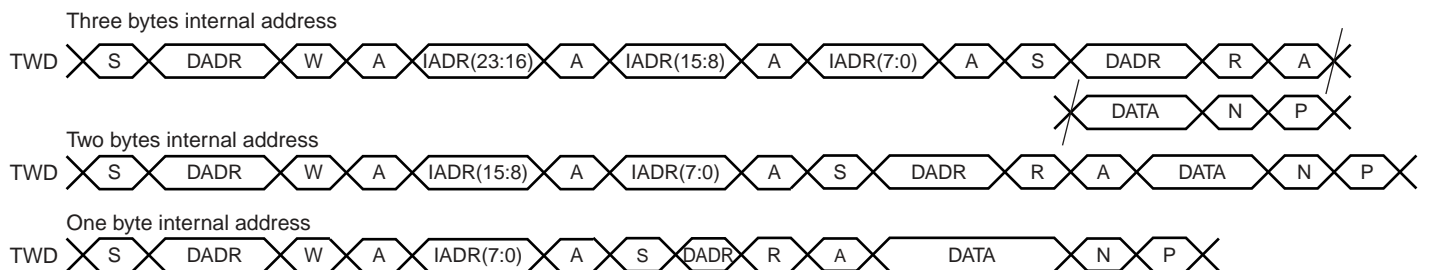 Three bytes internal address
TWD S DADR W A IADR(23:16) A IADR(15:8) A IADR(7:0) A S DADR R A
DATA N P
Two bytes internal address
TWD S DADR W A IADR(15:8) A IADR(7:0) A S DADR R A DATA N P
One byte internal address
TWD S DADR W A IADR(7:0) A S DADR R A DATA N P